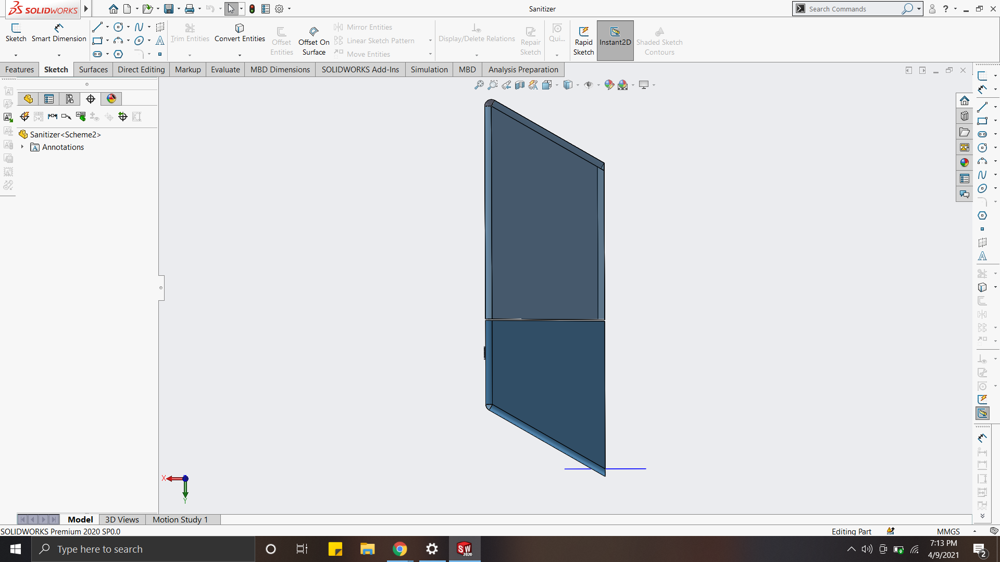 SOLIDWORKS
Sanitizer
Search Commands
?
Sketch
Smart Dimension
Trim Entities
Convert Entities
Offset Entities
Offset On Surface
Mirror Entities
Linear Sketch Pattern
Move Entities
Display/Delete Relations
Repair Sketch
Qui...
Rapid Sketch
Instant2D
Shaded Sketch Contours
Features
Sketch
Surfaces
Direct Editing
Markup
Evaluate
MBD Dimensions
SOLIDWORKS Add-Ins
Simulation
MBD
Analysis Preparation
Sanitizer<Scheme2>
Annotations
X
Y
Model
3D Views
Motion Study 1
SOLIDWORKS Premium 2020 SP0.0
Editing Part
MMGS
Type here to search
SW
2020
7:13 PM
4/9/2021
2